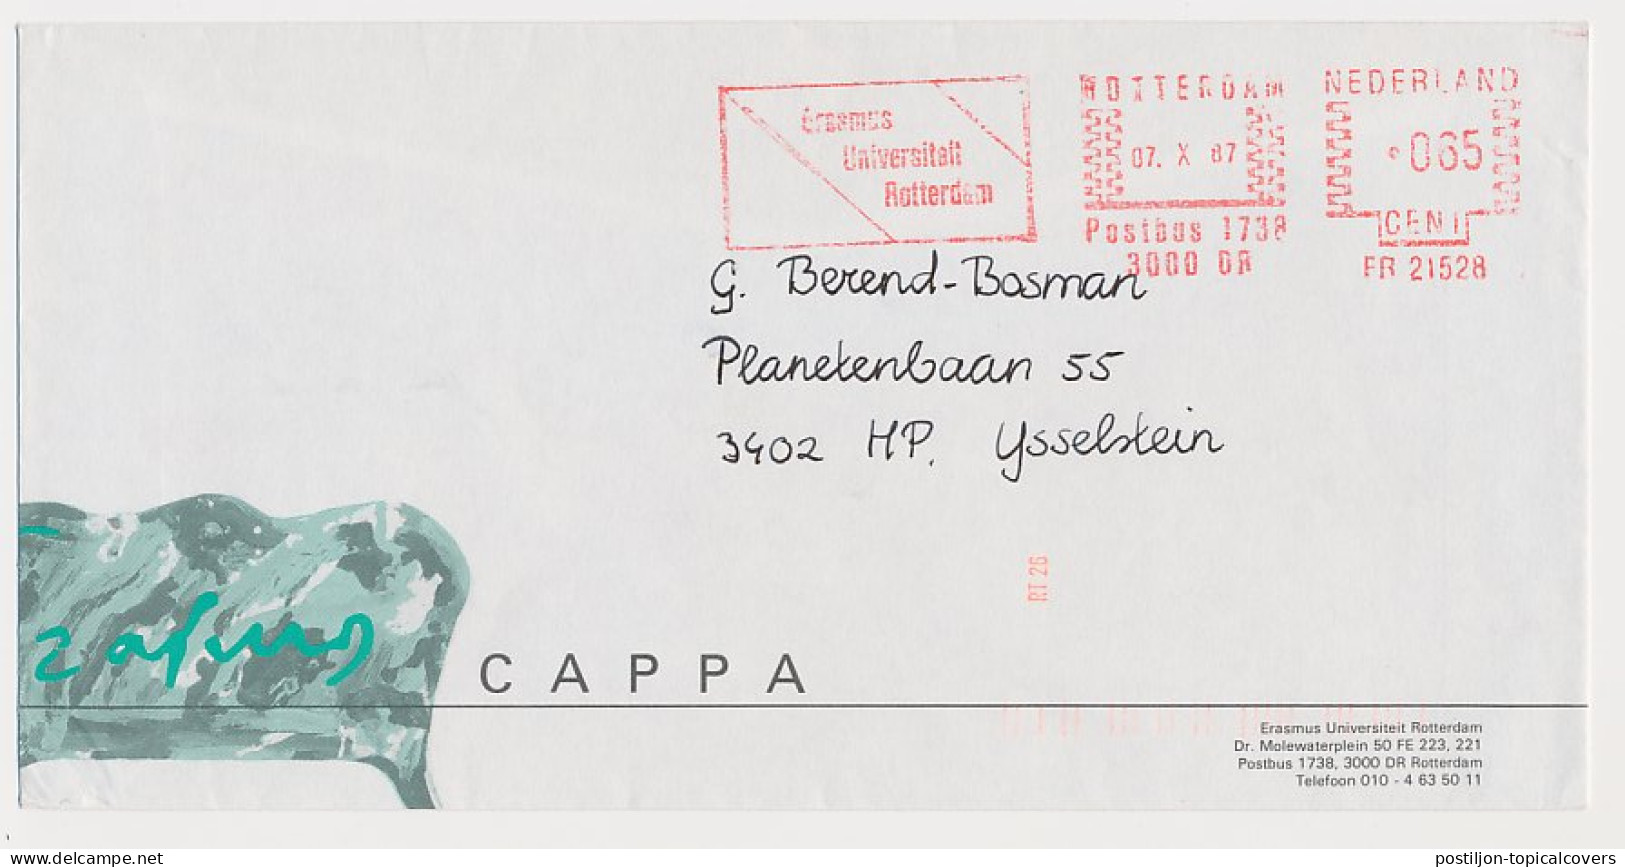 Erasmus
Universiteit
Rotterdam
ROTTERDAM
07. X 87
Postbus 1738
3000 DR
NEDERLAND
065
CENT
FR 21528
G. Berend-Bosman
Planetenbaan 55
3402 HP. Ysselstein
RT 26
CAPPA
Erasmus Universiteit Rotterdam
Dr. Molewaterplein 50 FE 223, 221
Postbus 1738, 3000 DR Rotterdam
Telefoon 010 - 4 63 50 11
www.delcampe.net
postiljon-topicalcovers